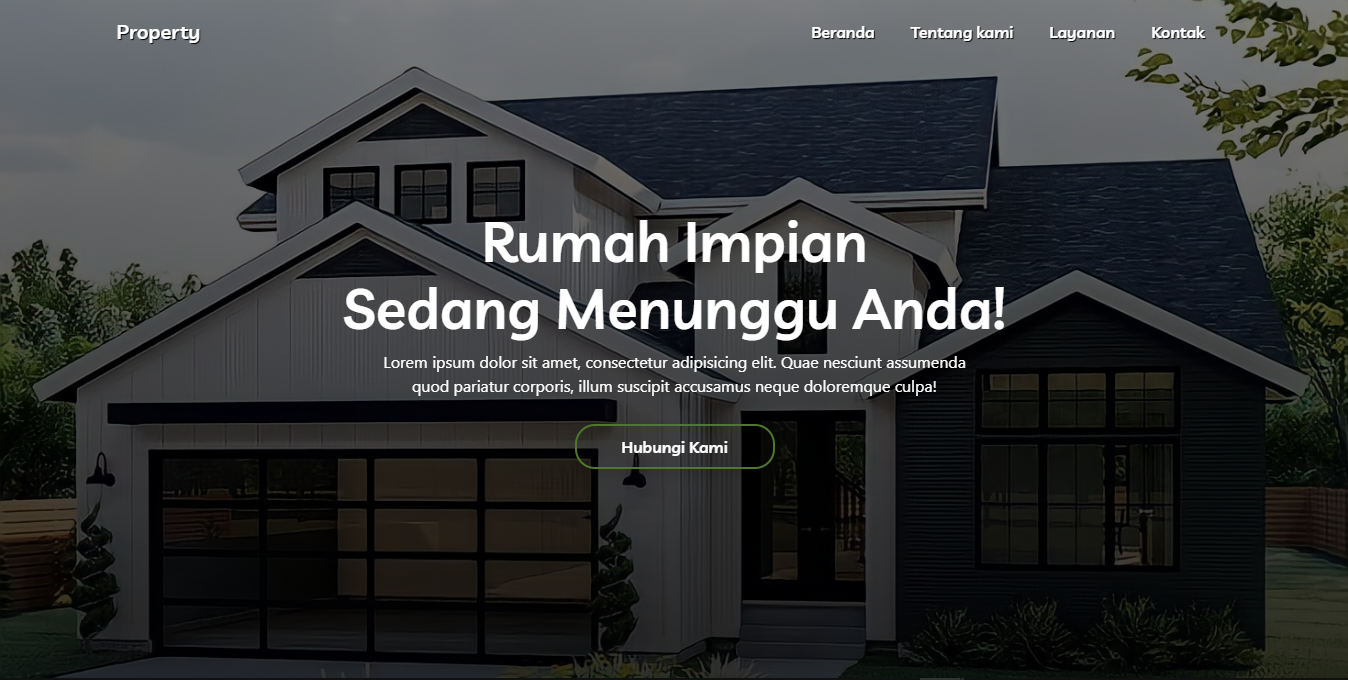 Property
Beranda Tentang kami Layanan Kontak
Rumah Impian
Sedang Menunggu Anda!
Lorem ipsum dolor sit amet, consectetur adipisicing elit. Quae nesciunt assumenda
quod pariatur corporis, illum suscipit accusamus neque doloremque culpa!
Hubungi Kami